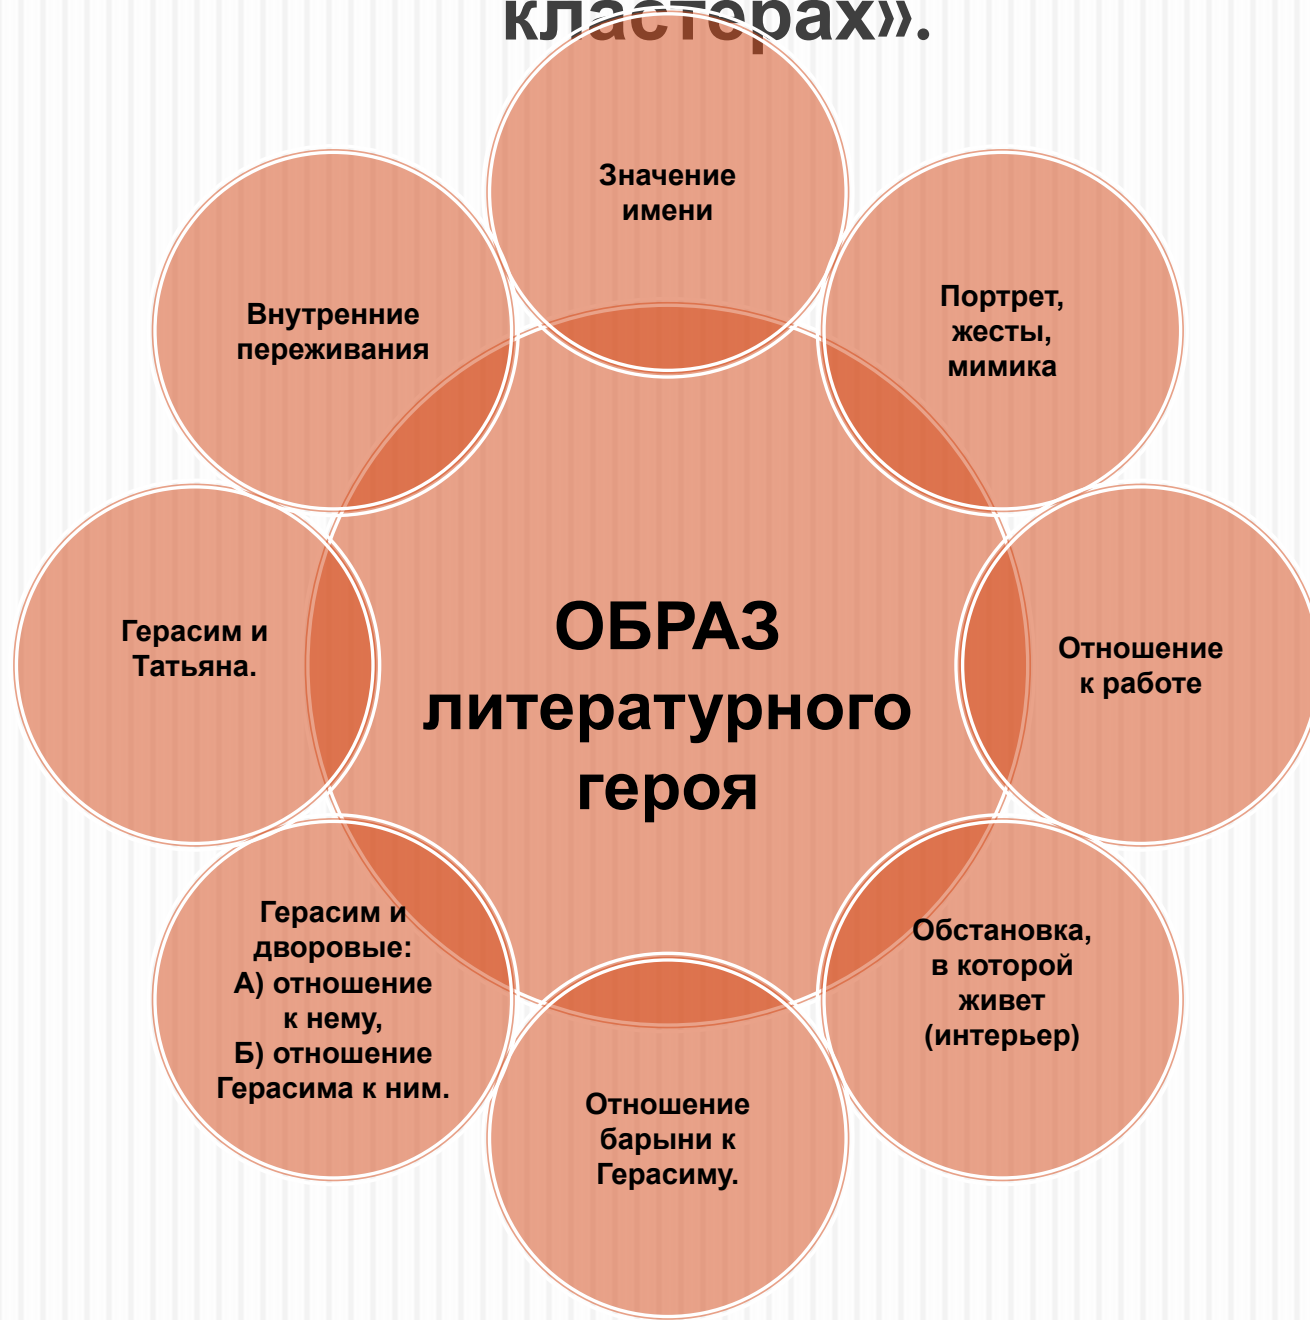 кластерах».
Значение
имени
Портрет,
жесты,
мимика
Отношение
к работе
Обстановка,
в которой
живет
(интерьер)
Отношение
барыни к
Герасиму.
Герасим и
дворовые:
А) отношение
к нему,
Б) отношение
Герасима к ним.
Герасим и
Татьяна.
Внутренние
переживания
ОБРАЗ
литературного
героя